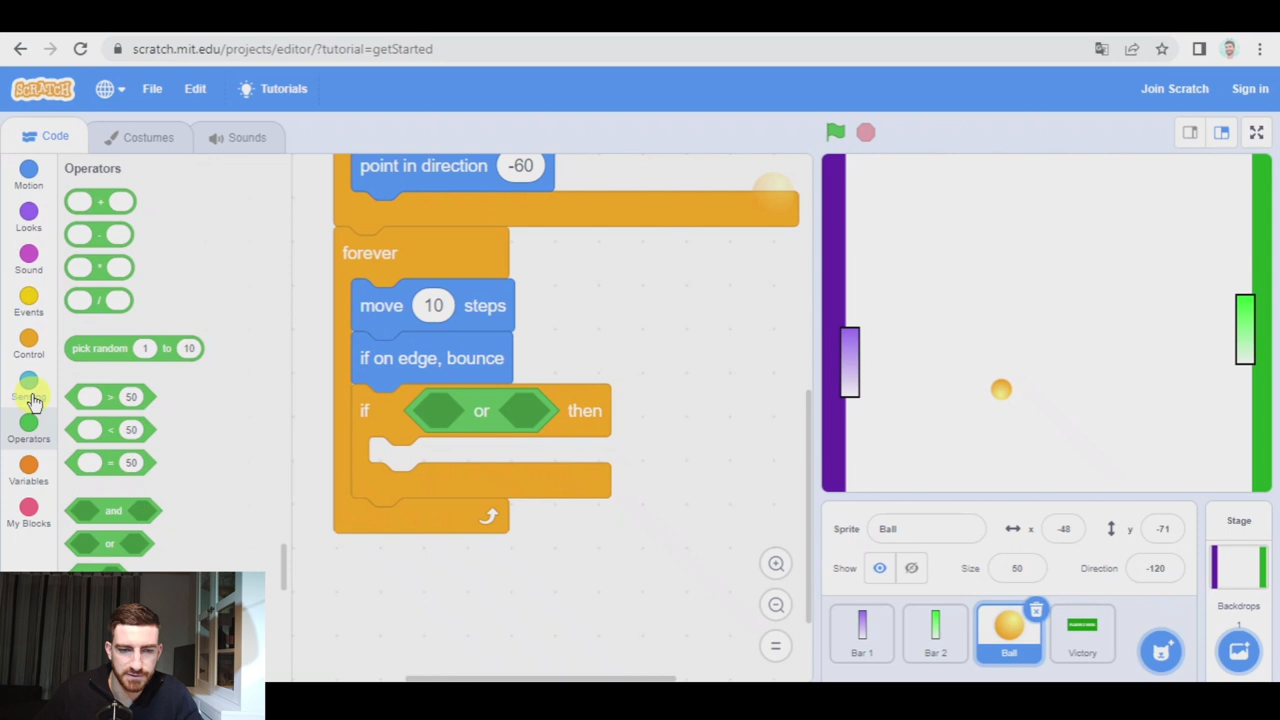 scratch.mit.edu/projects/editor/?tutorial=getStarted
SCRATCH
File
Edit
Tutorials
Join Scratch
Sign in
Code
Costumes
Sounds
Motion
Looks
Sound
Events
Control
Operators
Variables
My Blocks
Operators
+
-
*
/
pick random 1 to 10
> 50
< 50
= 50
and
or
point in direction -60
forever
move 10 steps
if on edge, bounce
if or then
Sprite Ball
x -48
y -71
Show
Size 50
Direction -120
Bar 1
Bar 2
Ball
Victory
Stage
Backdrops
1